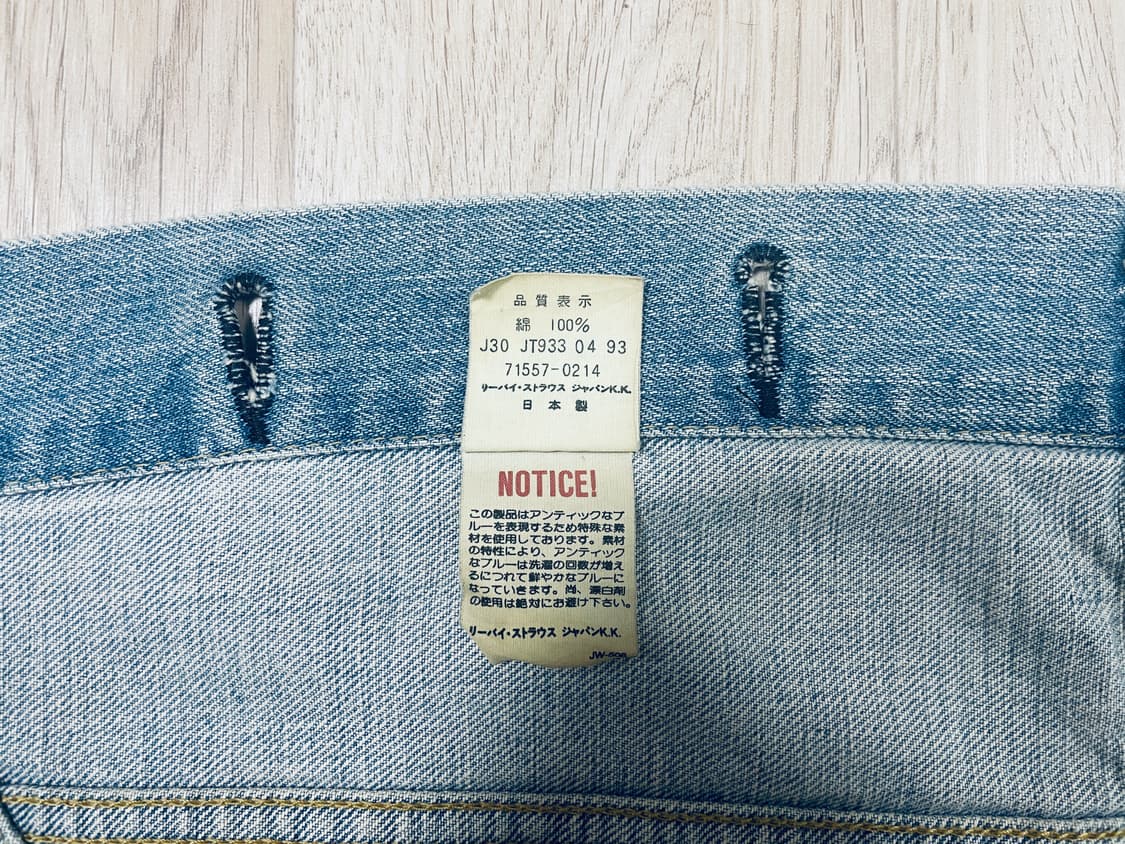 品質表示
綿 100%
J30 JT933 04 93
71557-0214
リーバイ・ストラウス ジャパンK.K.
日本製
NOTICE!
この製品はアンティックなブ
ルーを表現するため特殊な素
材を使用しております。素材
の特性により、アンティック
なブルーは洗濯の回数が増え
るにつれて鮮やかなブルーに
なっていきます。尚、漂白剤
の使用は絶対にお避け下さい。
リーバイ・ストラウス ジャパンK.K.